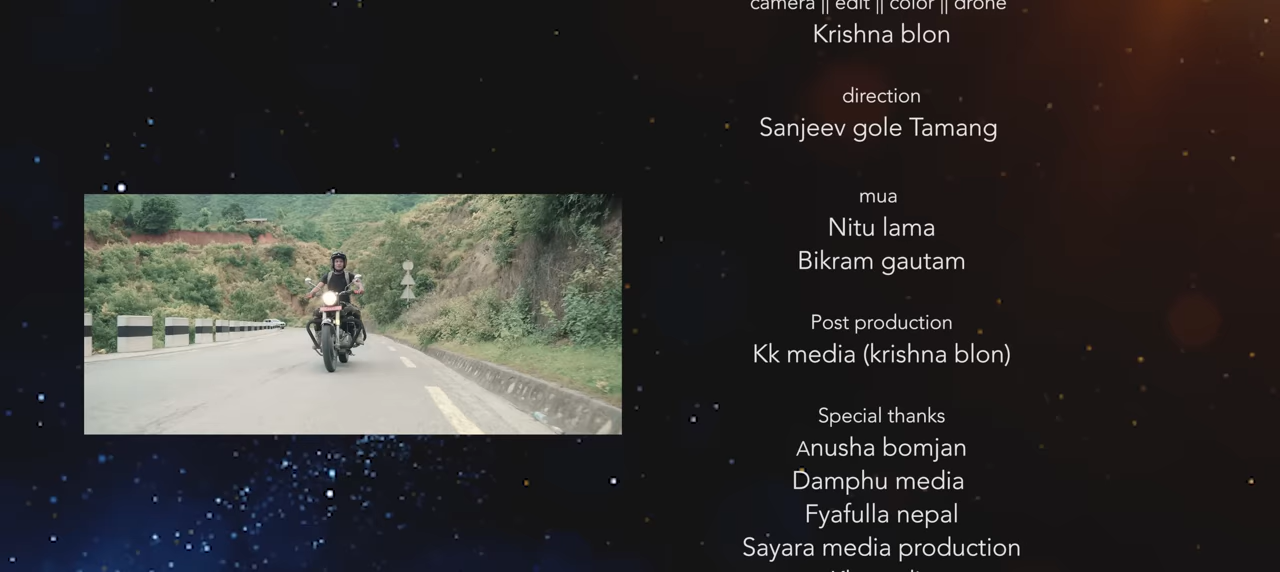 camera || edit || color || drone
Krishna blon
direction
Sanjeev gole Tamang
mua
Nitu lama
Bikram gautam
Post production
Kk media (krishna blon)
Special thanks
Anusha bomjan
Damphu media
Fyafulla nepal
Sayara media production